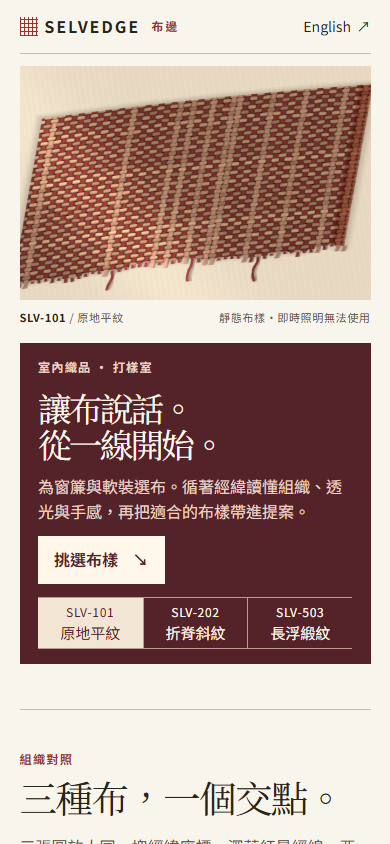 SELVEDGE 布邊
English ↗
SLV-101 / 原地平紋
靜態布樣・即時照明無法使用
室內織品 ・ 打樣室
讓布說話。
從一線開始。
為窗簾與軟裝選布。循著經緯讀懂組織、透
光與手感，再把適合的布樣帶進提案。
挑選布樣 ↘
SLV-101
原地平紋
SLV-202
折脊斜紋
SLV-503
長浮緞紋
組織對照
三種布，一個交點。